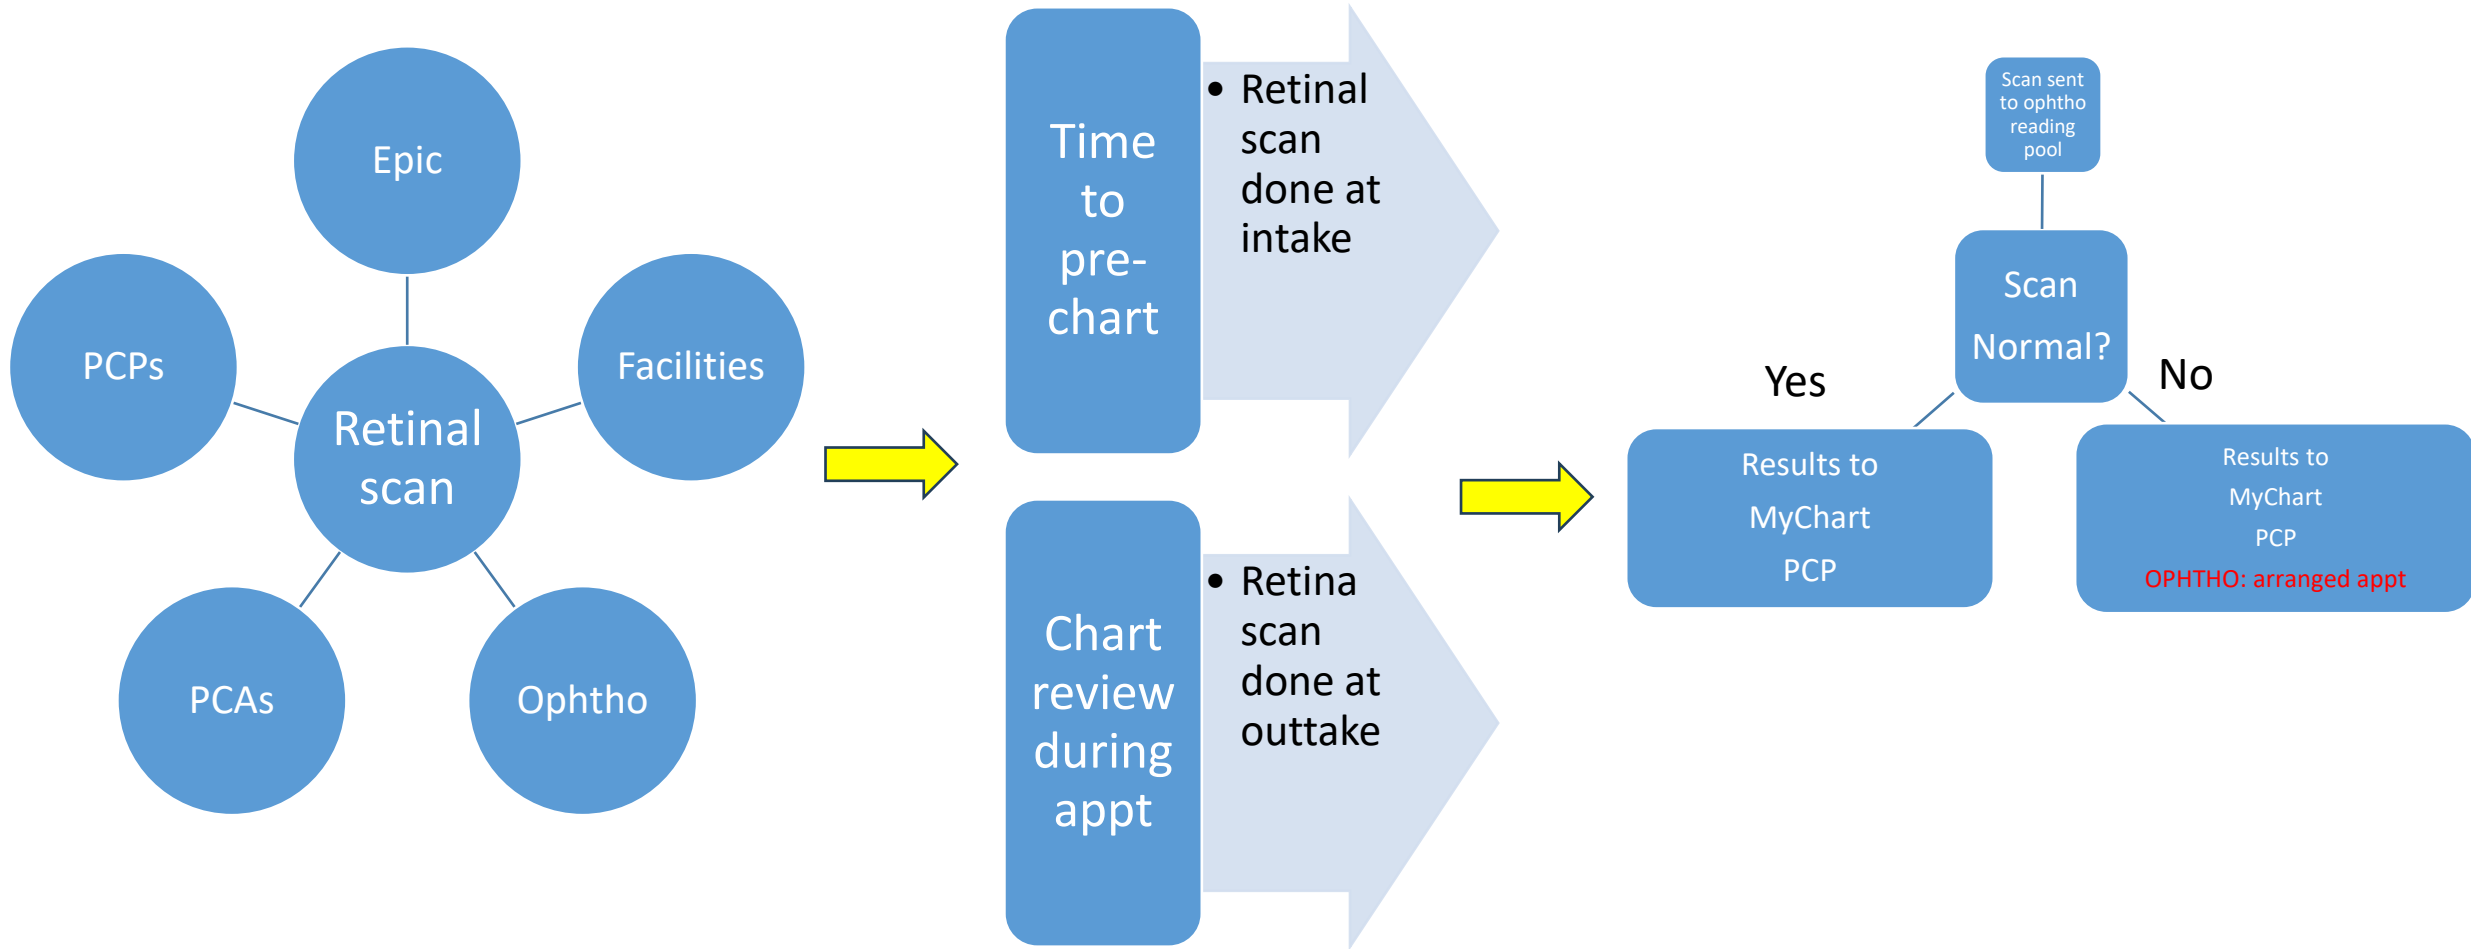 Epic
PCPs
Facilities
Retinal
scan
PCAs
Ophtho
Time
to
pre-
chart
• Retinal
scan
done at
intake
Chart
review
during
appt
• Retina
scan
done at
outtake
Scan sent
to ophtho
reading
pool
Scan
Normal?
Yes
No
Results to
MyChart
PCP
Results to
MyChart
PCP
OPHTHO: arranged appt